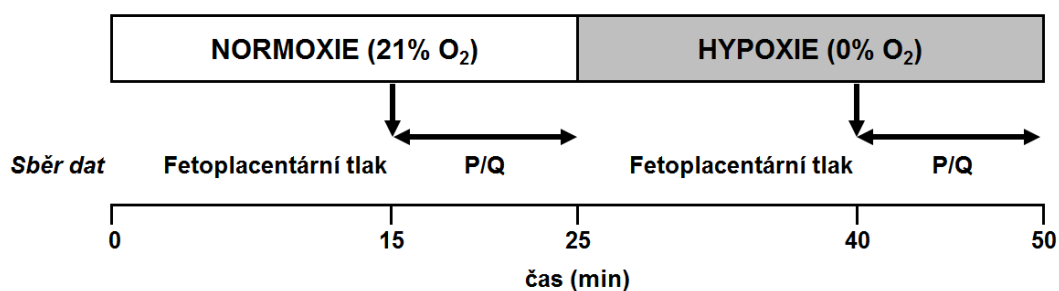 NORMOXIE (21% O₂) HYPOXIE (0% O₂)
Sběr dat Fetoplacentární tlak P/Q Fetoplacentární tlak P/Q
0 15 25 40 50
čas (min)